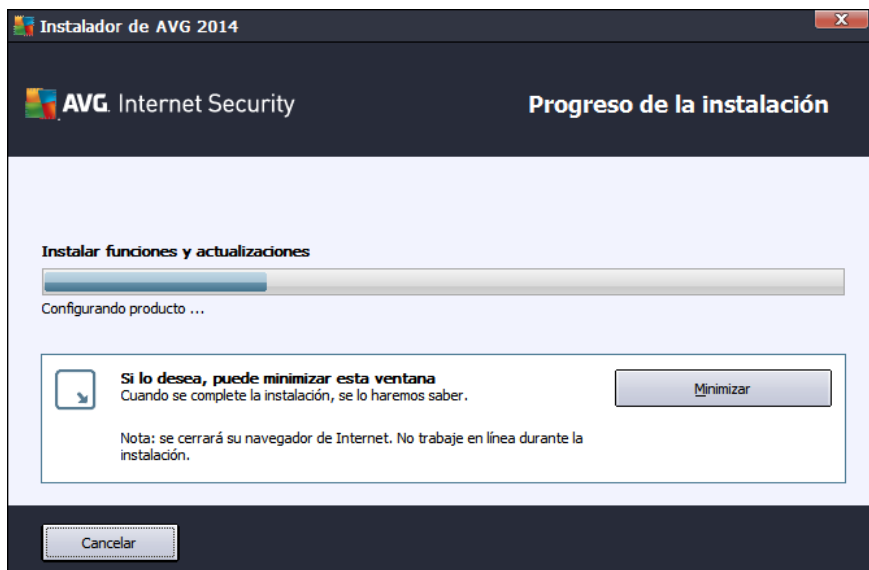 Instalador de AVG 2014
AVG. Internet Security
Progreso de la instalación
Instalar funciones y actualizaciones
Configurando producto ...
Si lo desea, puede minimizar esta ventana
Cuando se complete la instalación, se lo haremos saber.
Minimizar
Nota: se cerrará su navegador de Internet. No trabaje en línea durante la
instalación.
Cancelar